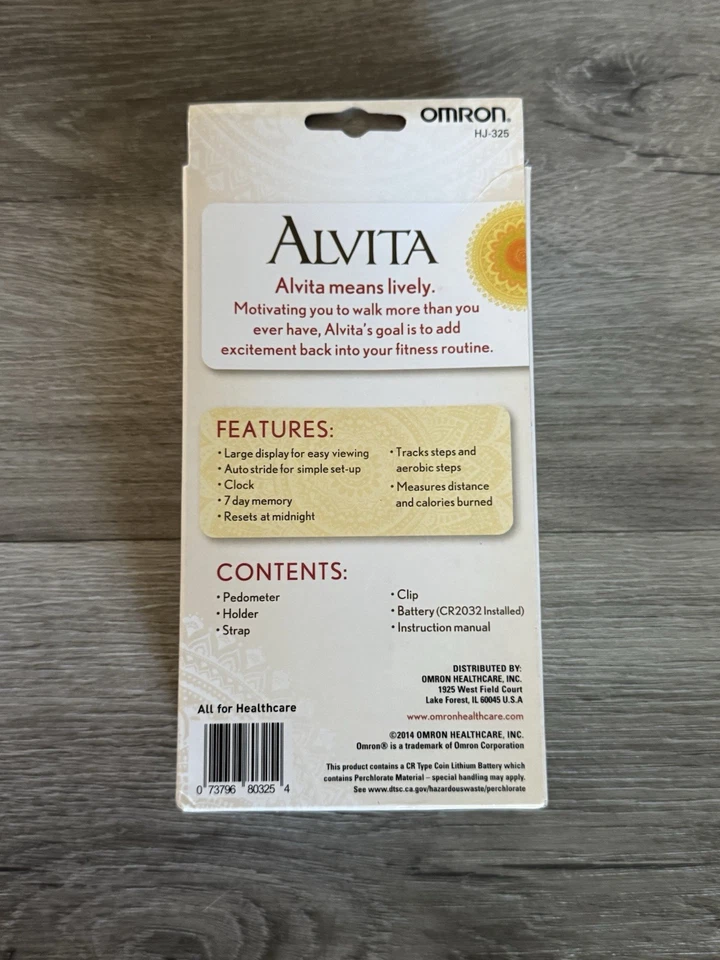 OMRON®
HJ-325
ALVITA
Alvita means lively.
Motivating you to walk more than you
ever have, Alvita's goal is to add
excitement back into your fitness routine.
FEATURES:
• Large display for easy viewing
• Auto stride for simple set-up
• Clock
• 7 day memory
• Resets at midnight
• Tracks steps and
aerobic steps
• Measures distance
and calories burned
CONTENTS:
• Pedometer
• Holder
• Strap
• Clip
• Battery (CR2032 Installed)
• Instruction manual
DISTRIBUTED BY:
OMRON HEALTHCARE, INC.
1925 West Field Court
Lake Forest, IL 60045 U.S.A
www.omronhealthcare.com
All for Healthcare
0 73796 80325 4
©2014 OMRON HEALTHCARE, INC.
Omron® is a trademark of Omron Corporation
This product contains a CR Type Coin Lithium Battery which
contains Perchlorate Material – special handling may apply.
See www.dtsc.ca.gov/hazardouswaste/perchlorate